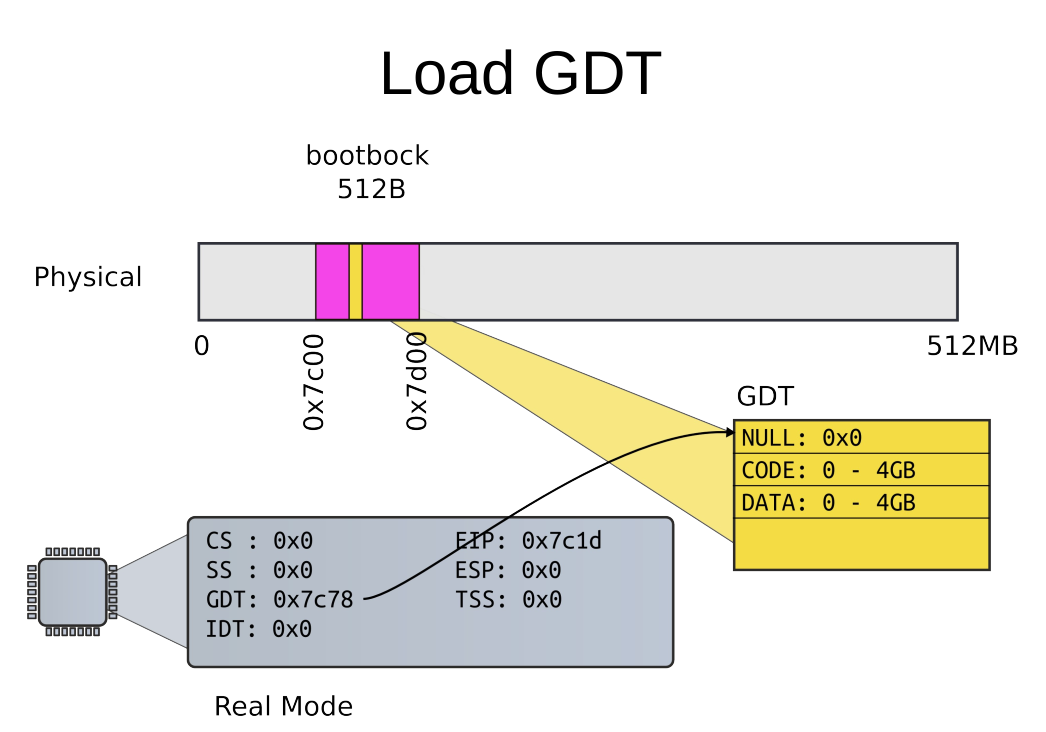 Load GDT
bootbock
512B
Physical
0
0x7c00
0x7d00
512MB
GDT
NULL: 0x0
CODE: 0 - 4GB
DATA: 0 - 4GB
CS : 0x0
SS : 0x0
GDT: 0x7c78
IDT: 0x0
EIP: 0x7c1d
ESP: 0x0
TSS: 0x0
Real Mode